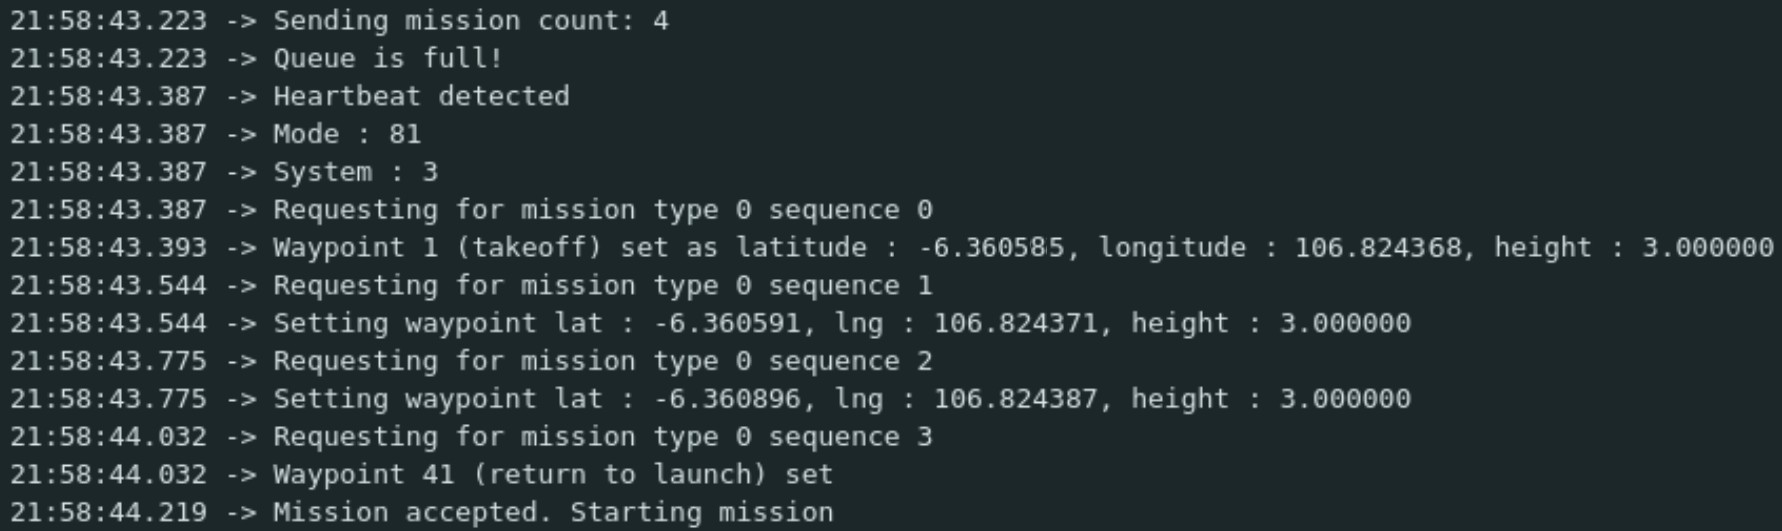 21:58:43.223 -> Sending mission count: 4
21:58:43.223 -> Queue is full!
21:58:43.387 -> Heartbeat detected
21:58:43.387 -> Mode : 81
21:58:43.387 -> System : 3
21:58:43.387 -> Requesting for mission type 0 sequence 0
21:58:43.393 -> Waypoint 1 (takeoff) set as latitude : -6.360585, longitude : 106.824368, height : 3.000000
21:58:43.544 -> Requesting for mission type 0 sequence 1
21:58:43.544 -> Setting waypoint lat : -6.360591, lng : 106.824371, height : 3.000000
21:58:43.775 -> Requesting for mission type 0 sequence 2
21:58:43.775 -> Setting waypoint lat : -6.360896, lng : 106.824387, height : 3.000000
21:58:44.032 -> Requesting for mission type 0 sequence 3
21:58:44.032 -> Waypoint 41 (return to launch) set
21:58:44.219 -> Mission accepted. Starting mission